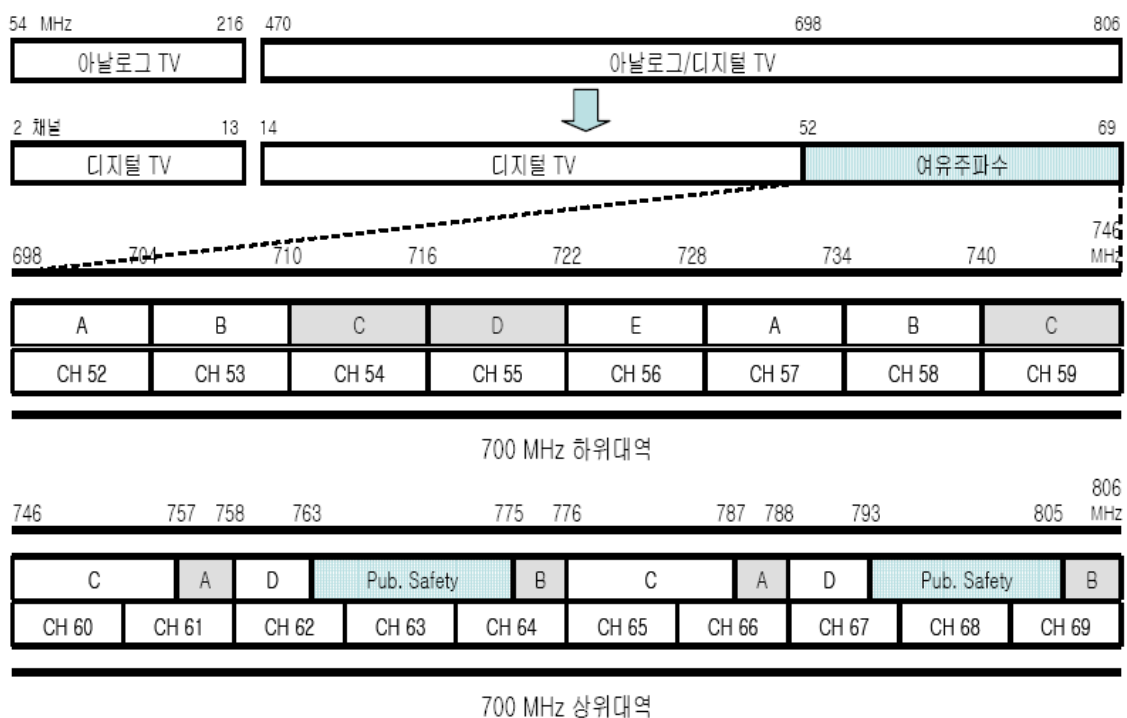 54 MHz 216 470 698 806
아날로그 TV 아날로그/디지털 TV
2 채널 13 14 52 69
디지털 TV 디지털 TV 여유주파수
698 704 710 716 722 728 734 740 746 MHz
A B C D E A B C
CH 52 CH 53 CH 54 CH 55 CH 56 CH 57 CH 58 CH 59
700 MHz 하위대역
746 757 758 763 775 776 787 788 793 805 806 MHz
C A D Pub. Safety B C A D Pub. Safety B
CH 60 CH 61 CH 62 CH 63 CH 64 CH 65 CH 66 CH 67 CH 68 CH 69
700 MHz 상위대역